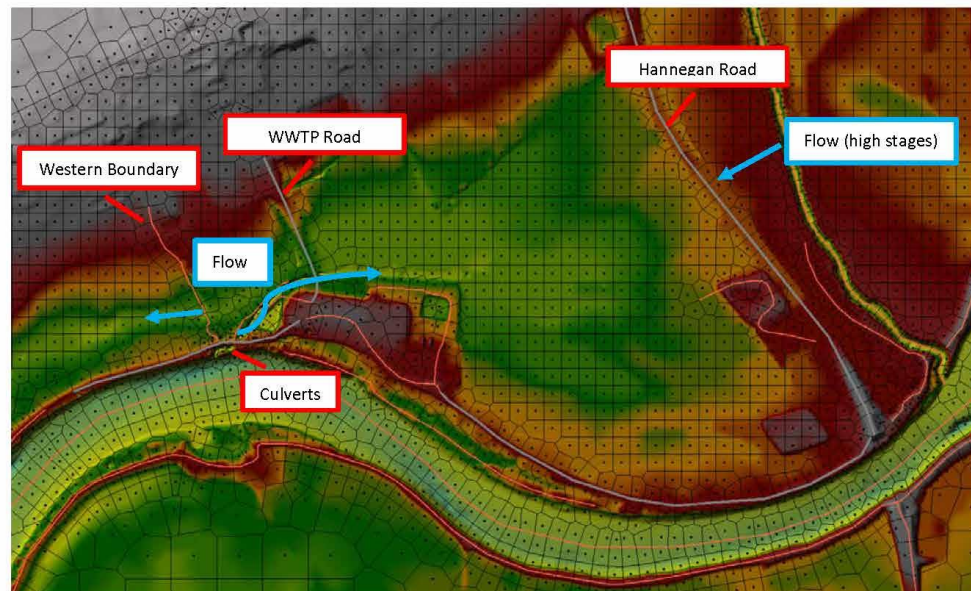 Hannegan Road
WWTP Road
Flow (high stages)
Western Boundary
Flow
Culverts